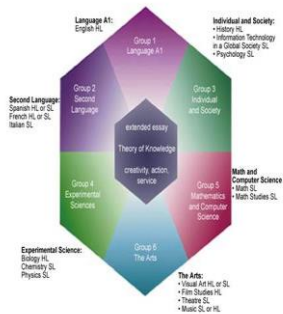 Language A1:
English HL
Individual and Society:
• History HL
• Information Technology
in a Global Society SL
• Psychology SL
Group 1
Language A1
Group 2
Second
Language
Group 3
Individual
and Society
Second Language:
Spanish HL or SL
French HL or SL
Italian SL
extended essay
Theory of Knowledge
creativity, action,
service
Group 4
Experimental
Sciences
Group 5
Mathematics
and Computer
Science
Math and
Computer Science
• Math SL
• Math Studies SL
Group 6
The Arts
Experimental Science:
Biology HL
Chemistry SL
Physics SL
The Arts:
• Visual Art HL or SL
• Film Studies HL
• Theatre SL
• Music SL or HL